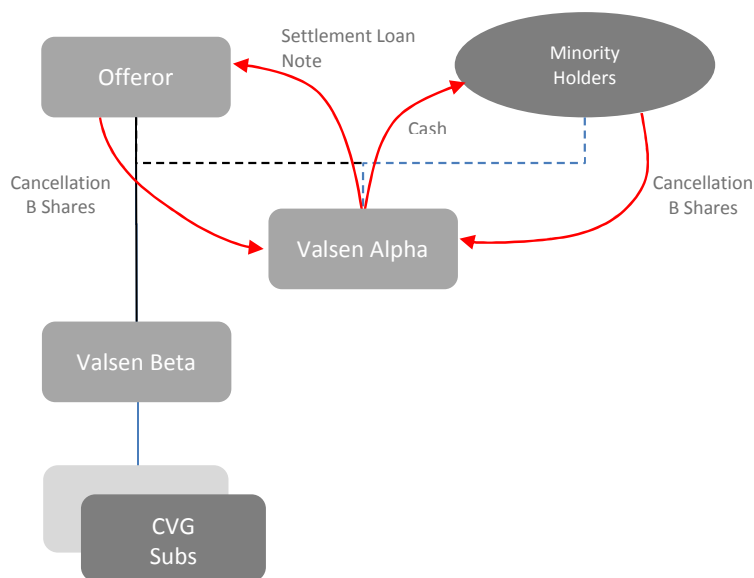 Settlement Loan
Note
Offeror
Minority
Holders
Cash
Cancellation
B Shares
Cancellation
B Shares
Valsen Alpha
Valsen Beta
CVG
Subs